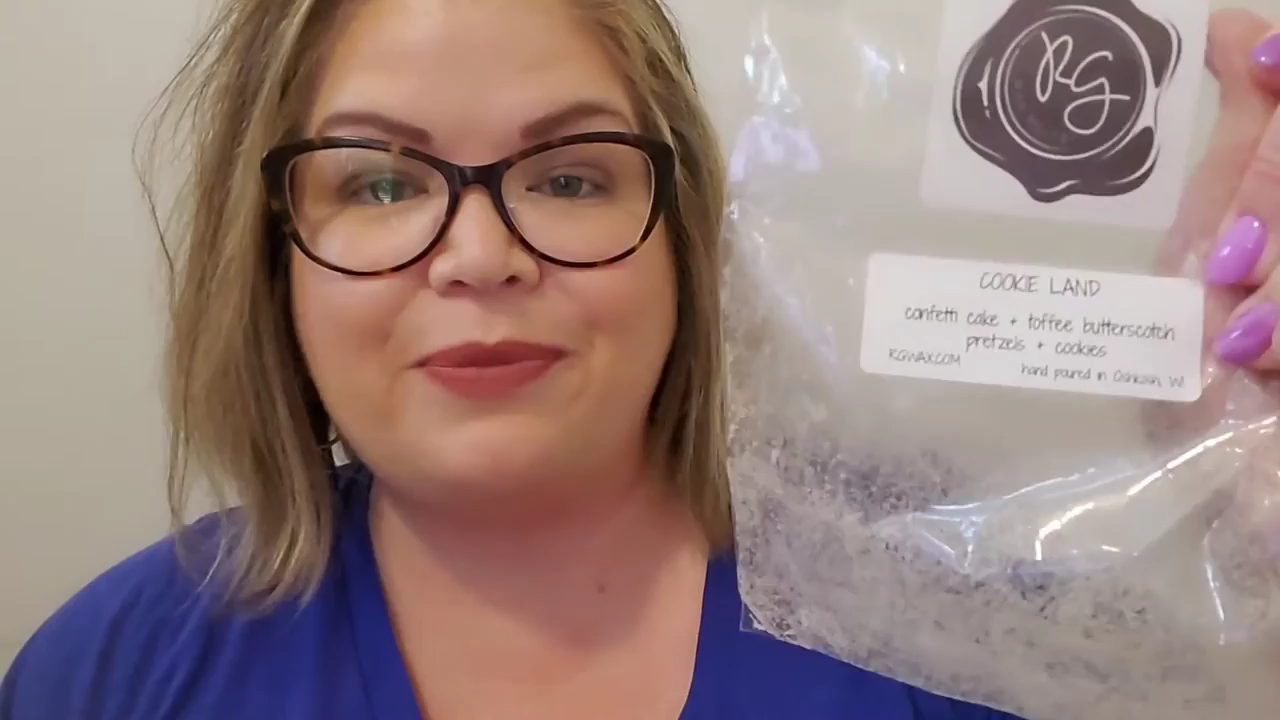 RG
COOKIE LAND
confetti cake + toffee butterscotch
pretzels + cookies
RGWAX.COM
hand poured in Oshkosh, WI